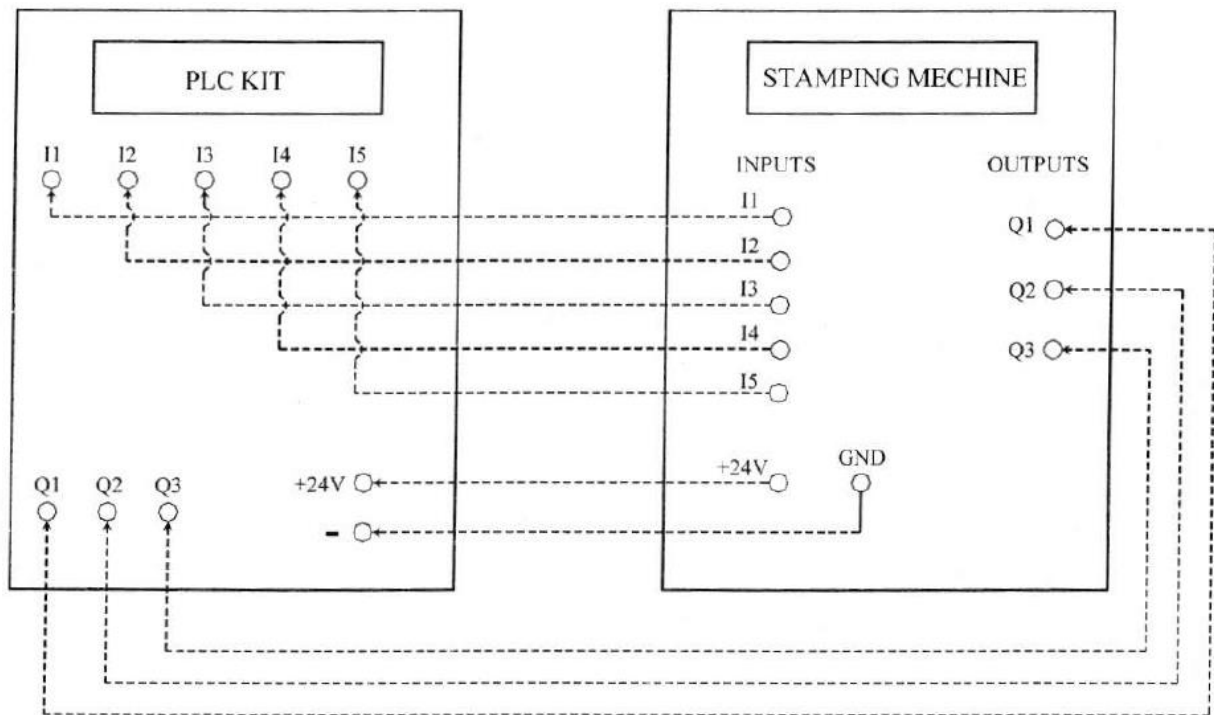 PLC KIT
STAMPING MECHINE
I1 I2 I3 I4 I5
INPUTS
OUTPUTS
I1
I2
I3
I4
I5
Q1
Q2
Q3
+24V
GND
Q1 Q2 Q3
+24V
-